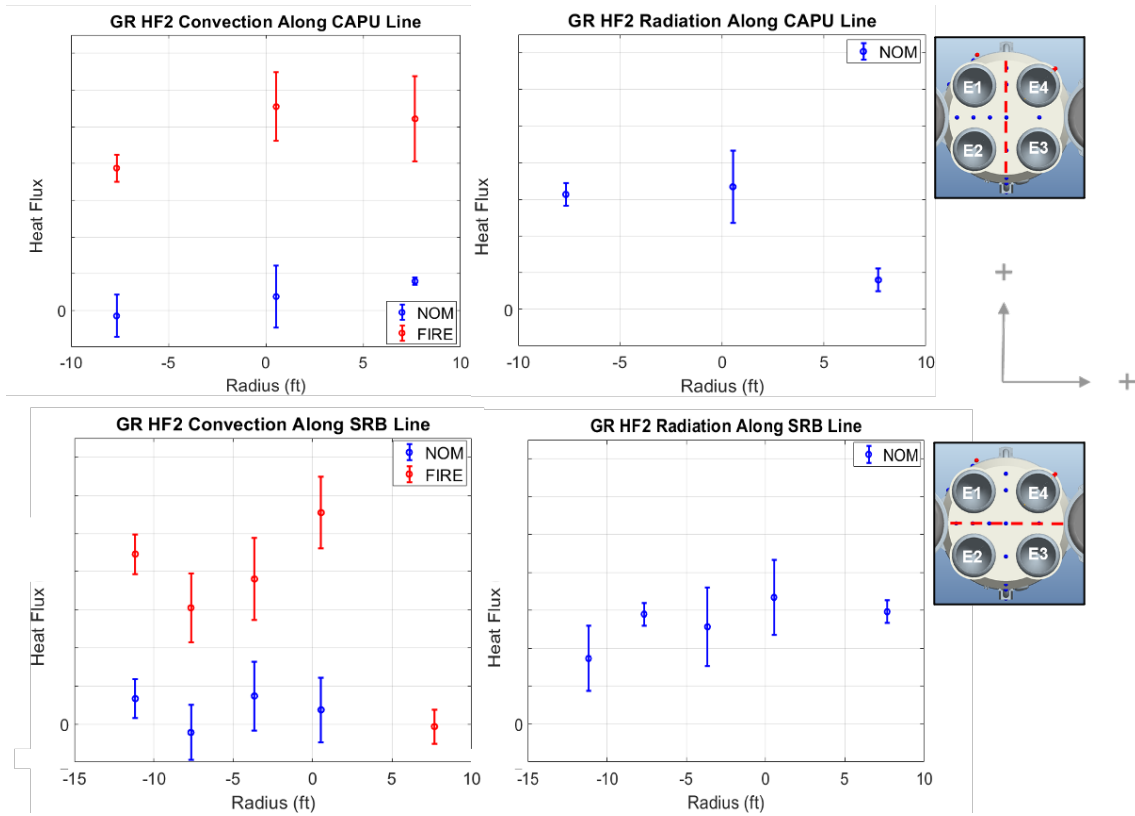 GR HF2 Convection Along CAPU Line
Heat Flux
0
NOM
FIRE
-10 -5 0 5 10
Radius (ft)
GR HF2 Radiation Along CAPU Line
NOM
Heat Flux
0
-10 -5 0 5 10
Radius (ft)
E1 E4
E2 E3
+
+
GR HF2 Convection Along SRB Line
NOM
FIRE
Heat Flux
0
-15 -10 -5 0 5 10
Radius (ft)
GR HF2 Radiation Along SRB Line
NOM
Heat Flux
0
-15 -10 -5 0 5 10
Radius (ft)
E1 E4
E2 E3